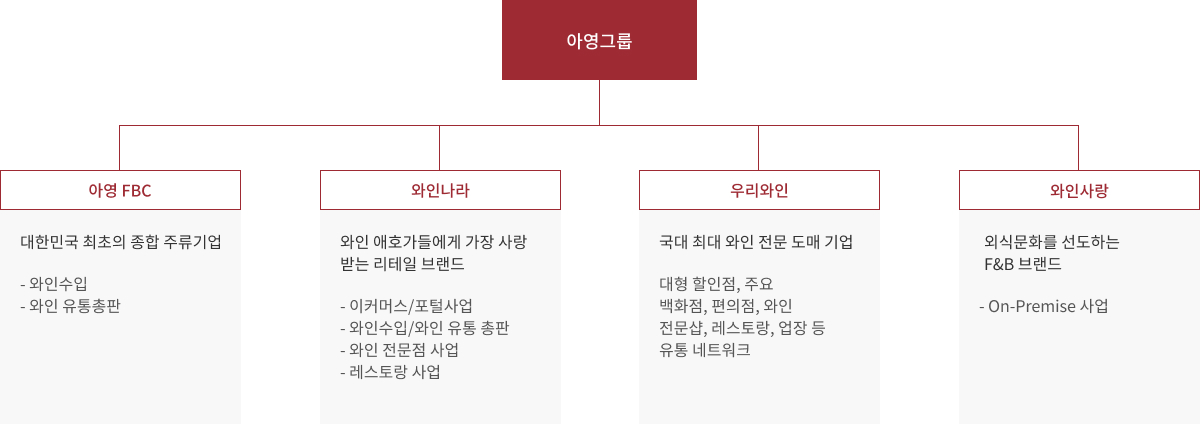 아영그룹
아영 FBC
대한민국 최초의 종합 주류기업
- 와인수입
- 와인 유통총판
와인나라
와인 애호가들에게 가장 사랑
받는 리테일 브랜드
- 이커머스/포털사업
- 와인수입/와인 유통 총판
- 와인 전문점 사업
- 레스토랑 사업
우리와인
국대 최대 와인 전문 도매 기업
대형 할인점, 주요
백화점, 편의점, 와인
전문샵, 레스토랑, 업장 등
유통 네트워크
와인사랑
외식문화를 선도하는
F&B 브랜드
- On-Premise 사업